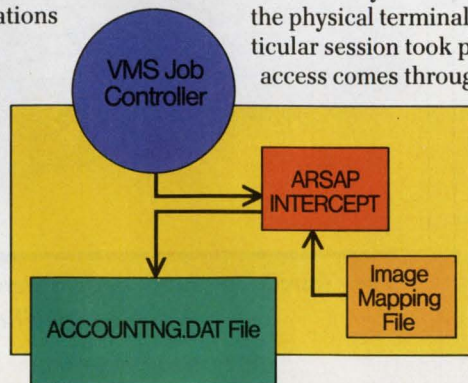 ations
the physical terminal
ticular session took p
access comes throug
VMS Job
Controller
ARSAP
INTERCEPT
Image
Mapping
File
ACCOUNTNG.DAT File